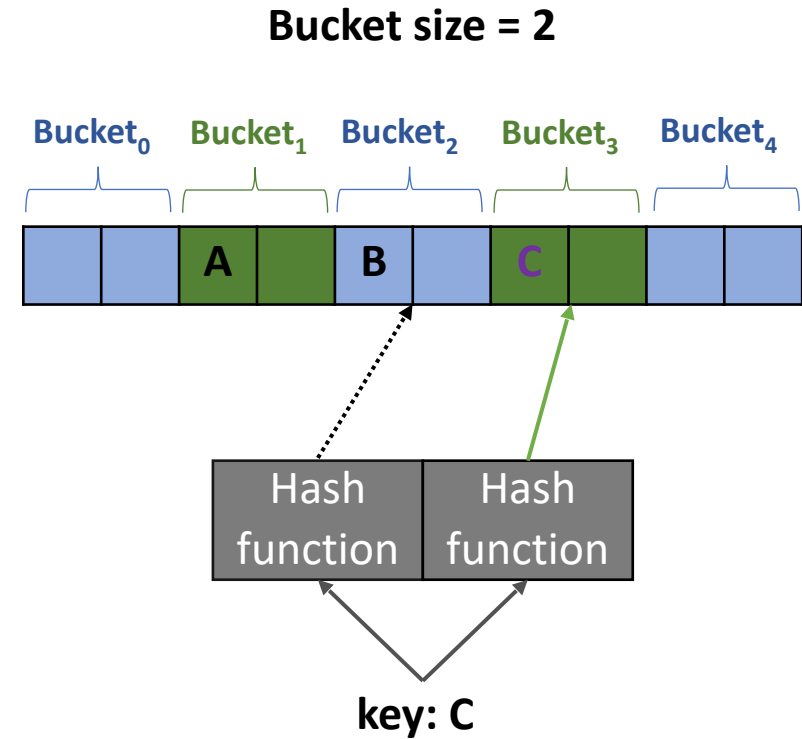 Bucket size = 2
Bucket₀ Bucket₁ Bucket₂ Bucket₃ Bucket₄
A B C
Hash function
Hash function
key: C